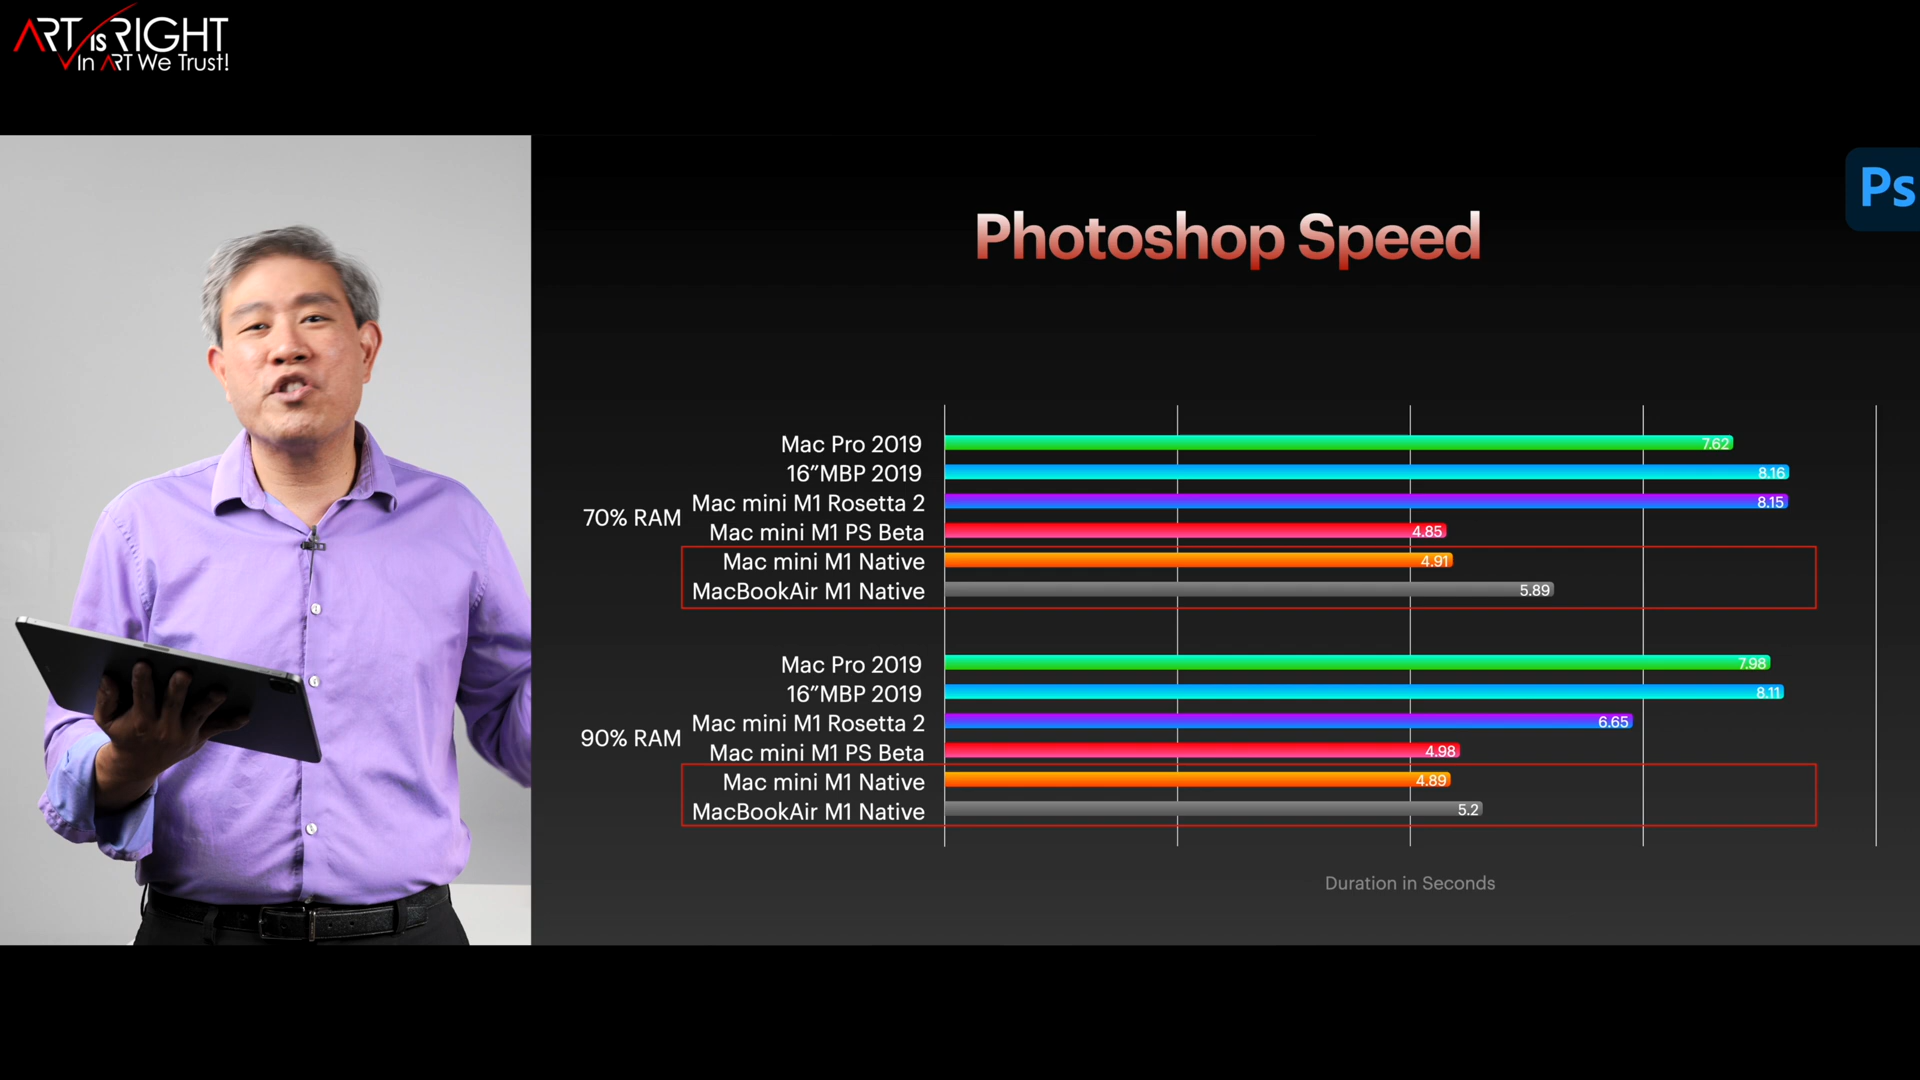 ART is RIGHT
In ART We Trust!
Ps
Photoshop Speed
70% RAM
Mac Pro 2019 7.62
16”MBP 2019 8.16
Mac mini M1 Rosetta 2 8.15
Mac mini M1 PS Beta 4.85
Mac mini M1 Native 4.91
MacBookAir M1 Native 5.89
90% RAM
Mac Pro 2019 7.98
16”MBP 2019 8.11
Mac mini M1 Rosetta 2 6.65
Mac mini M1 PS Beta 4.98
Mac mini M1 Native 4.89
MacBookAir M1 Native 5.2
Duration in Seconds